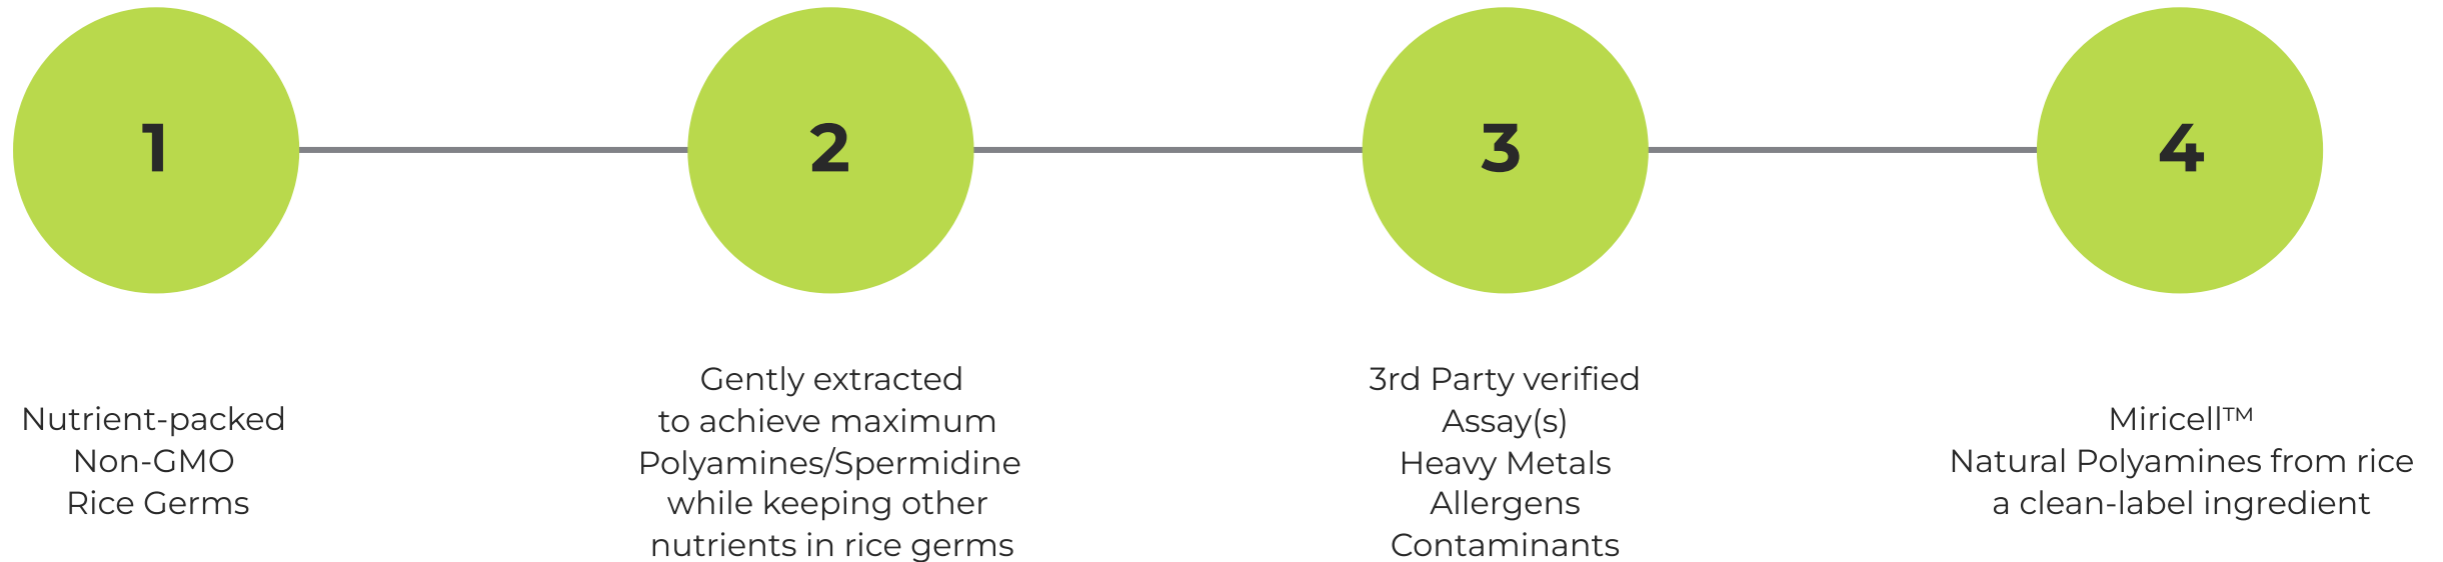 1
2
3
4
Nutrient-packed
Non-GMO
Rice Germs
Gently extracted
to achieve maximum
Polyamines/Spermidine
while keeping other
nutrients in rice germs
3rd Party verified
Assay(s)
Heavy Metals
Allergens
Contaminants
Miricell™
Natural Polyamines from rice
a clean-label ingredient